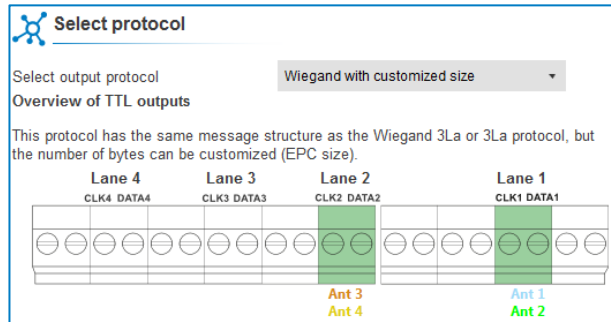 Select protocol
Select output protocol Wiegand with customized size
Overview of TTL outputs
This protocol has the same message structure as the Wiegand 3La or 3La protocol, but
the number of bytes can be customized (EPC size).
Lane 4 Lane 3 Lane 2 Lane 1
CLK4 DATA4 CLK3 DATA3 CLK2 DATA2 CLK1 DATA1
Ant 3 Ant 1
Ant 4 Ant 2